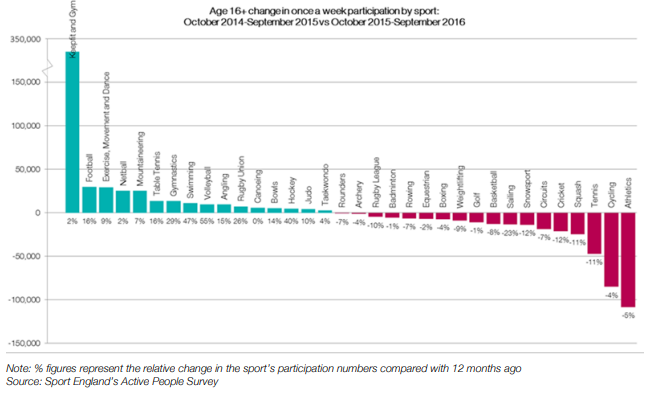 Age 16+ change in once a week participation by sport:
October 2014-September 2015 vs October 2015-September 2016
350,000
150,000
100,000
50,000
0
-50,000
-100,000
-150,000
Keepfit and Gym
Football
Exercise, Movement and Dance
Netball
Mountaineering
Table Tennis
Gymnastics
Swimming
Volleyball
Angling
Rugby Union
Canoeing
Bowls
Hockey
Judo
Taekwondo
Rounders
Archery
Rugby League
Badminton
Rowing
Equestrian
Boxing
Weightlifting
Golf
Basketball
Sailing
Snowsport
Circuits
Cricket
Squash
Tennis
Cycling
Athletics
2% 16% 9% 2% 7% 16% 29% 47% 55% 15% 26% 0% 14% 40% 10% 4% -7% -4% -10% -1% -7% -2% -4% -9% -1% -8% -23% -12% -7% -12% -11% -11% -4% -5%
Note: % figures represent the relative change in the sport's participation numbers compared with 12 months ago
Source: Sport England's Active People Survey